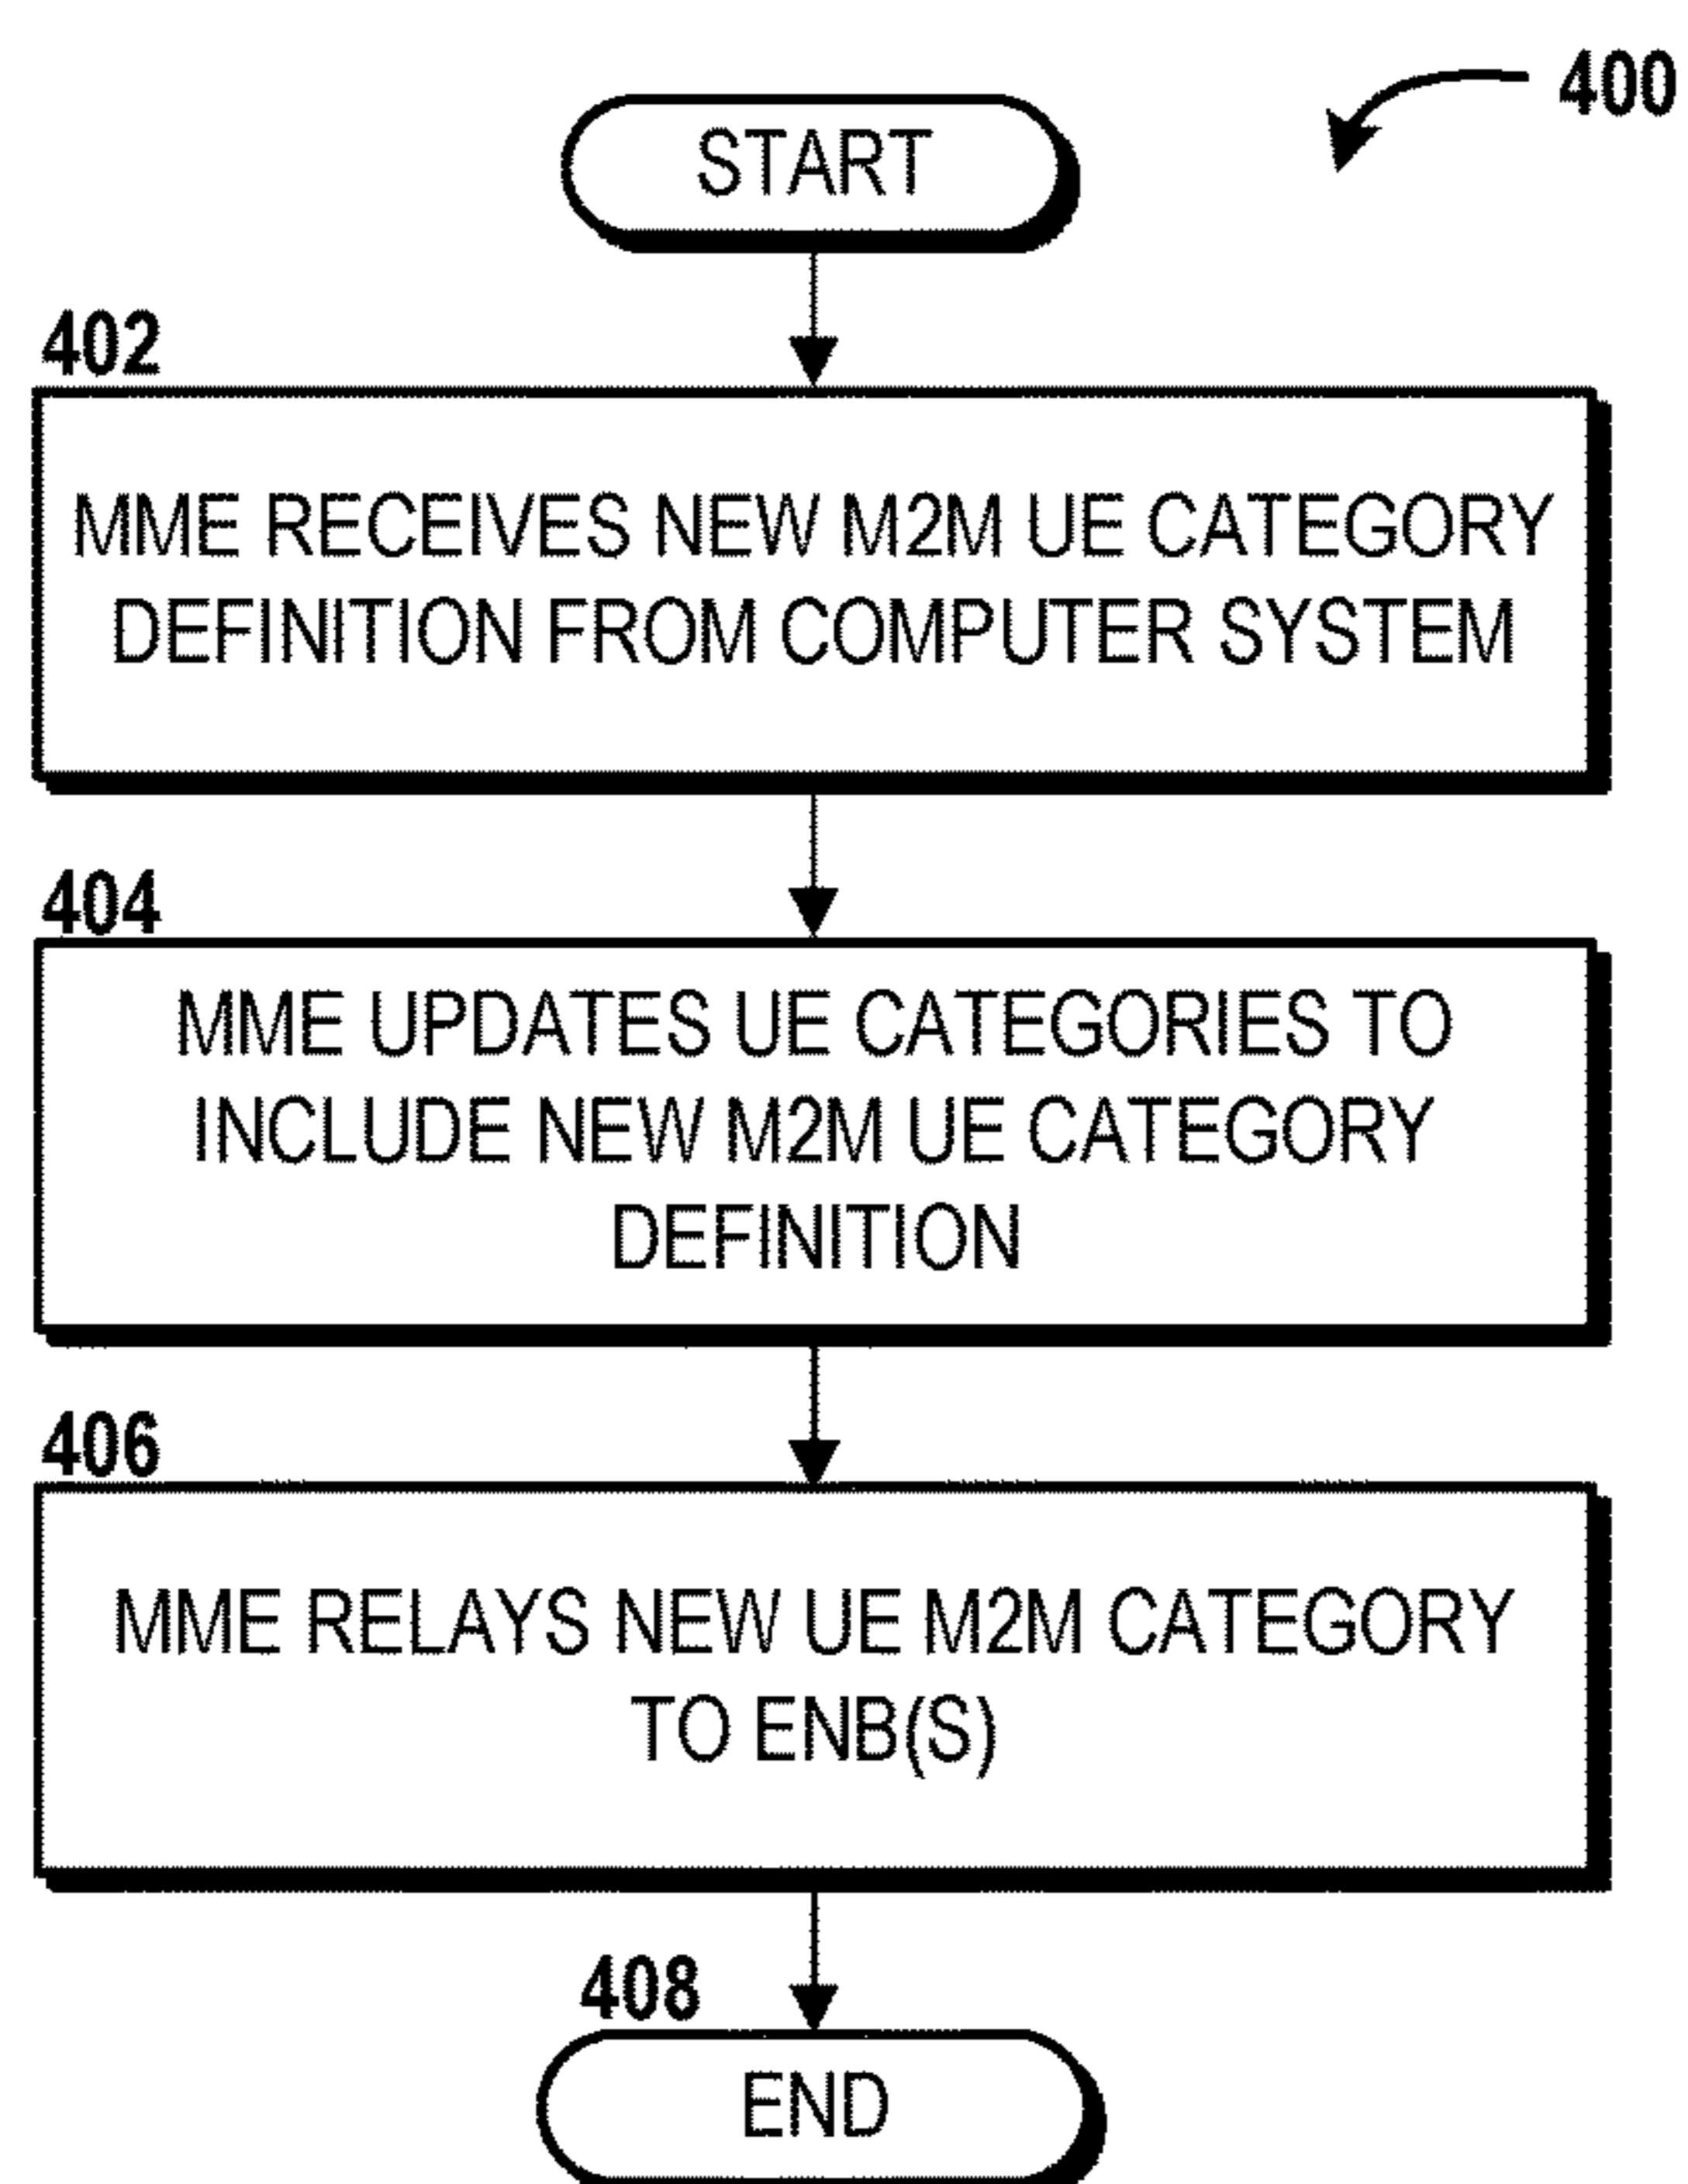 400
START
402
MME RECEIVES NEW M2M UE CATEGORY
DEFINITION FROM COMPUTER SYSTEM
404
MME UPDATES UE CATEGORIES TO
INCLUDE NEW M2M UE CATEGORY
DEFINITION
406
MME RELAYS NEW UE M2M CATEGORY
TO ENB(S)
408
END